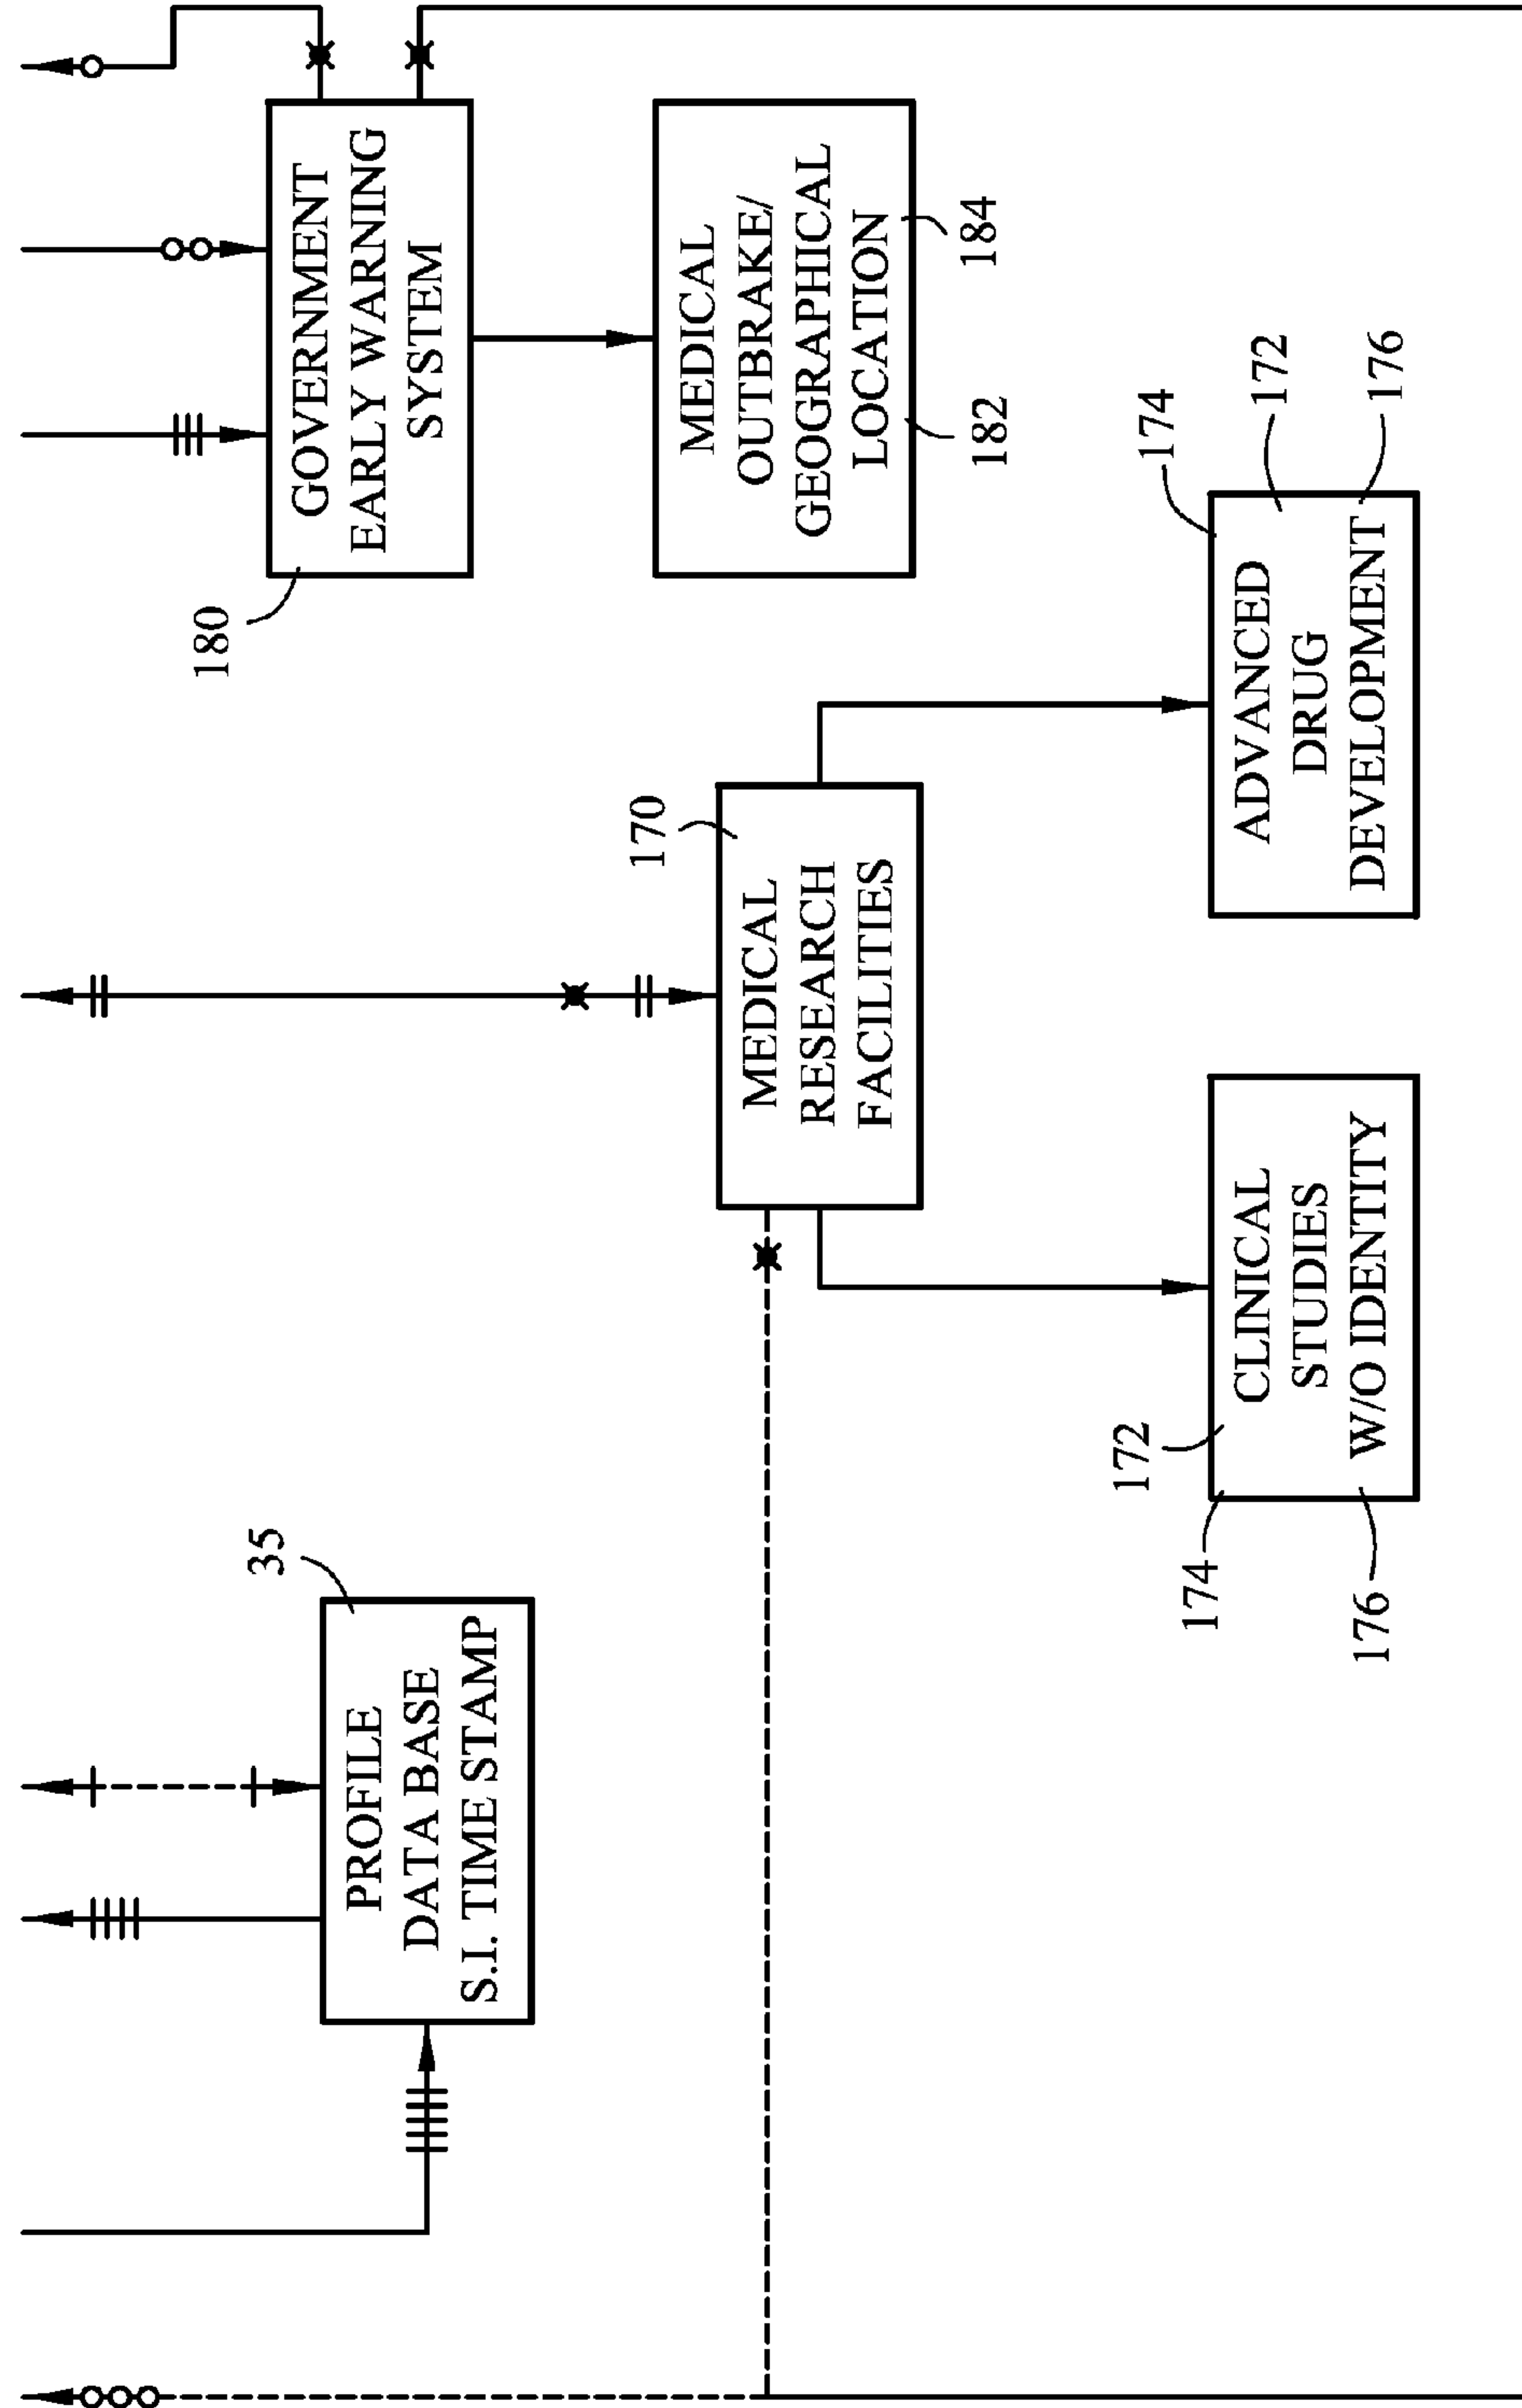 35
PROFILE
DATA BASE
S.I. TIME STAMP
180
GOVERNMENT
EARLY WARNING
SYSTEM
MEDICAL
OUTBRAKE/
GEOGRAPHICAL
LOCATION
182
184
170
MEDICAL
RESEARCH
FACILITIES
172
174
176
CLINICAL
STUDIES
W/O IDENTITY
174
172
176
ADVANCED
DRUG
DEVELOPMENT